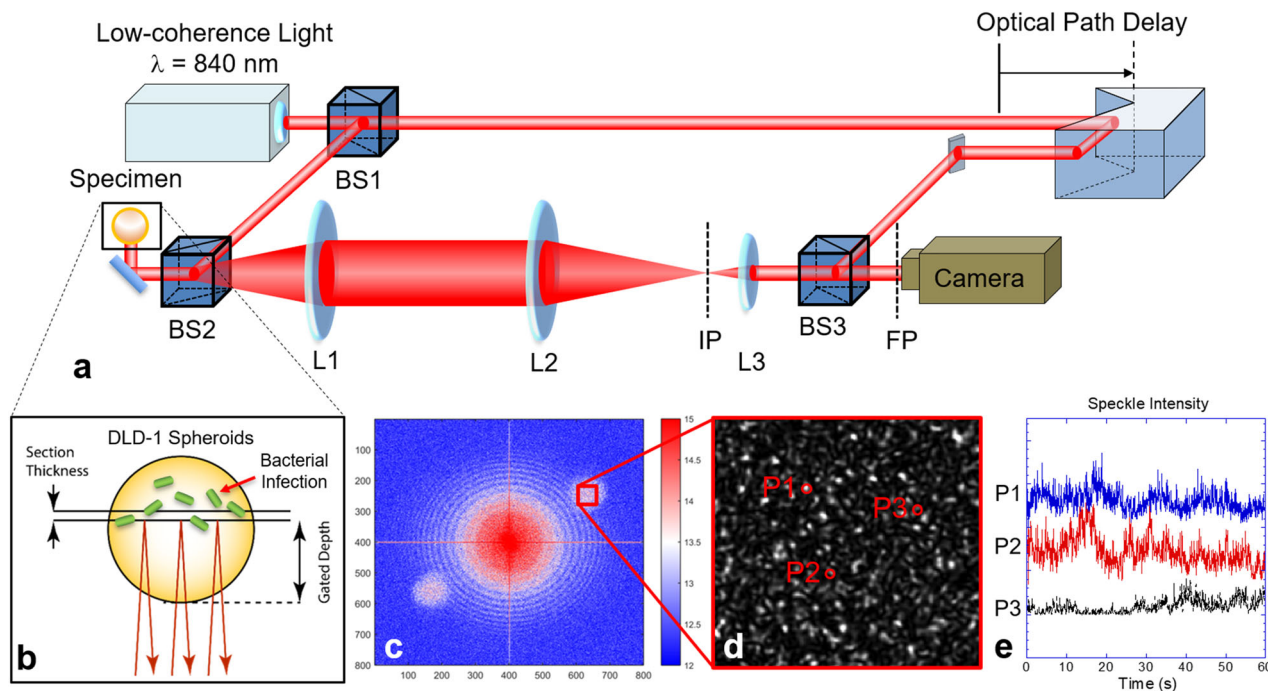 Low-coherence Light
λ = 840 nm
Optical Path Delay
BS1
Specimen
BS2
L1
L2
IP
L3
BS3
FP
Camera
a
DLD-1 Spheroids
Section
Thickness
Bacterial
Infection
Gated Depth
b
100
200
300
400
500
600
700
800
0 100 200 300 400 500 600 700 800
15
14
13
12
15
14
13
12
c
P1
P3
P2
d
Speckle Intensity
P1
P2
P3
0 10 20 30 40 50 60
Time (s)
e